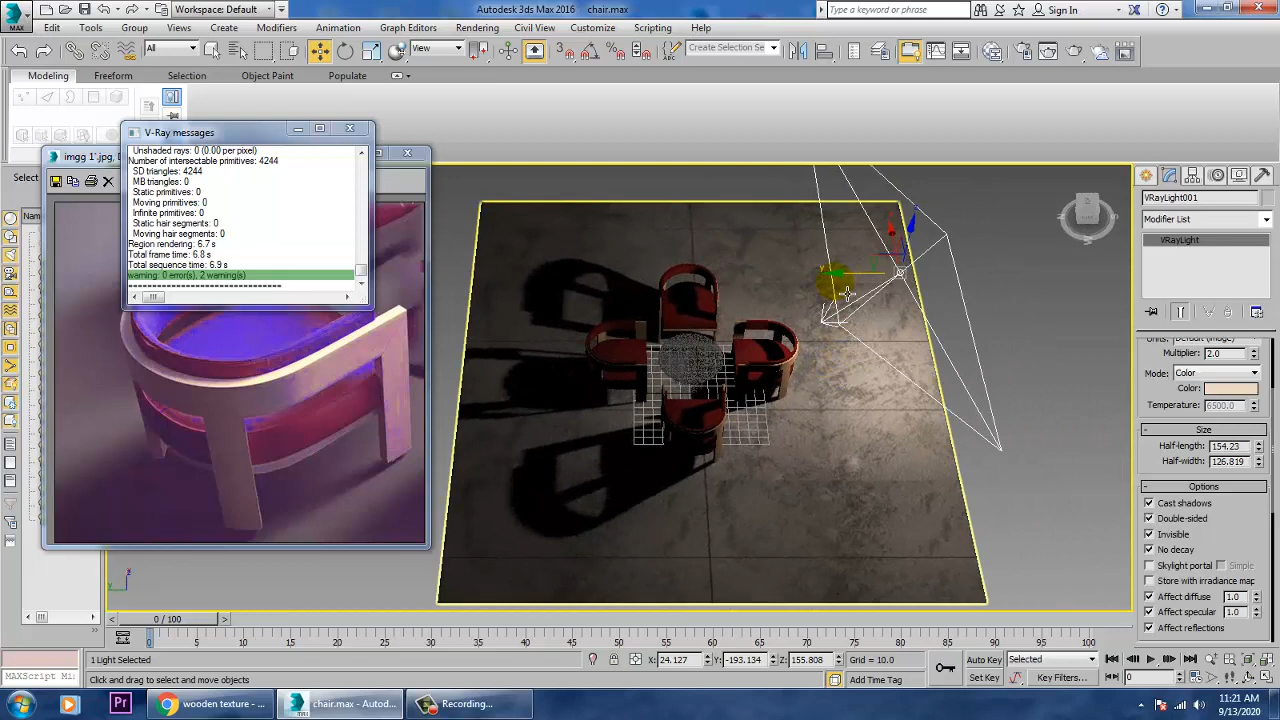 Workspace: Default
Autodesk 3ds Max 2016 chair.max
Type a keyword or phrase
Sign In
MAX
Edit Tools Group Views Create Modifiers Animation Graph Editors Rendering Civil View Customize Scripting Help
All
View
Create Selection Se
Modeling Freeform Selection Object Paint Populate
V-Ray messages
Unshaded rays: 0 (0.00 per pixel)
Number of intersectable primitives: 4244
SD triangles: 4244
MB triangles: 0
Static primitives: 0
Moving primitives: 0
Infinite primitives: 0
Static hair segments: 0
Moving hair segments: 0
Region rendering: 6.7 s
Total frame time: 6.8 s
Total sequence time: 6.9 s
warning: 0 error(s), 2 warning(s)
==============================
imgg 1'.jpg, D
Select
Nam
VRayLight001
Modifier List
VRayLight
Multiplier: 2.0
Mode: Color
Color:
Temperature: 6500.0
Size
Half-length: 154.23
Half-width: 126.819
Options
Cast shadows
Double-sided
Invisible
No decay
Skylight portal Simple
Store with irradiance map
Affect diffuse 1.0
Affect specular 1.0
Affect reflections
0 / 100
0 5 10 15 20 25 30 35 40 45 50 55 60 65 70 75 80 85 90 95 100
1 Light Selected
X: 24.127 Y: -193.134 Z: 155.808 Grid = 10.0
Auto Key Selected
MAXScript Mi
Click and drag to select and move objects
Add Time Tag
Set Key Key Filters...
0
wooden texture - ...
chair.max - Autod...
Recording...
11:21 AM
9/13/2020